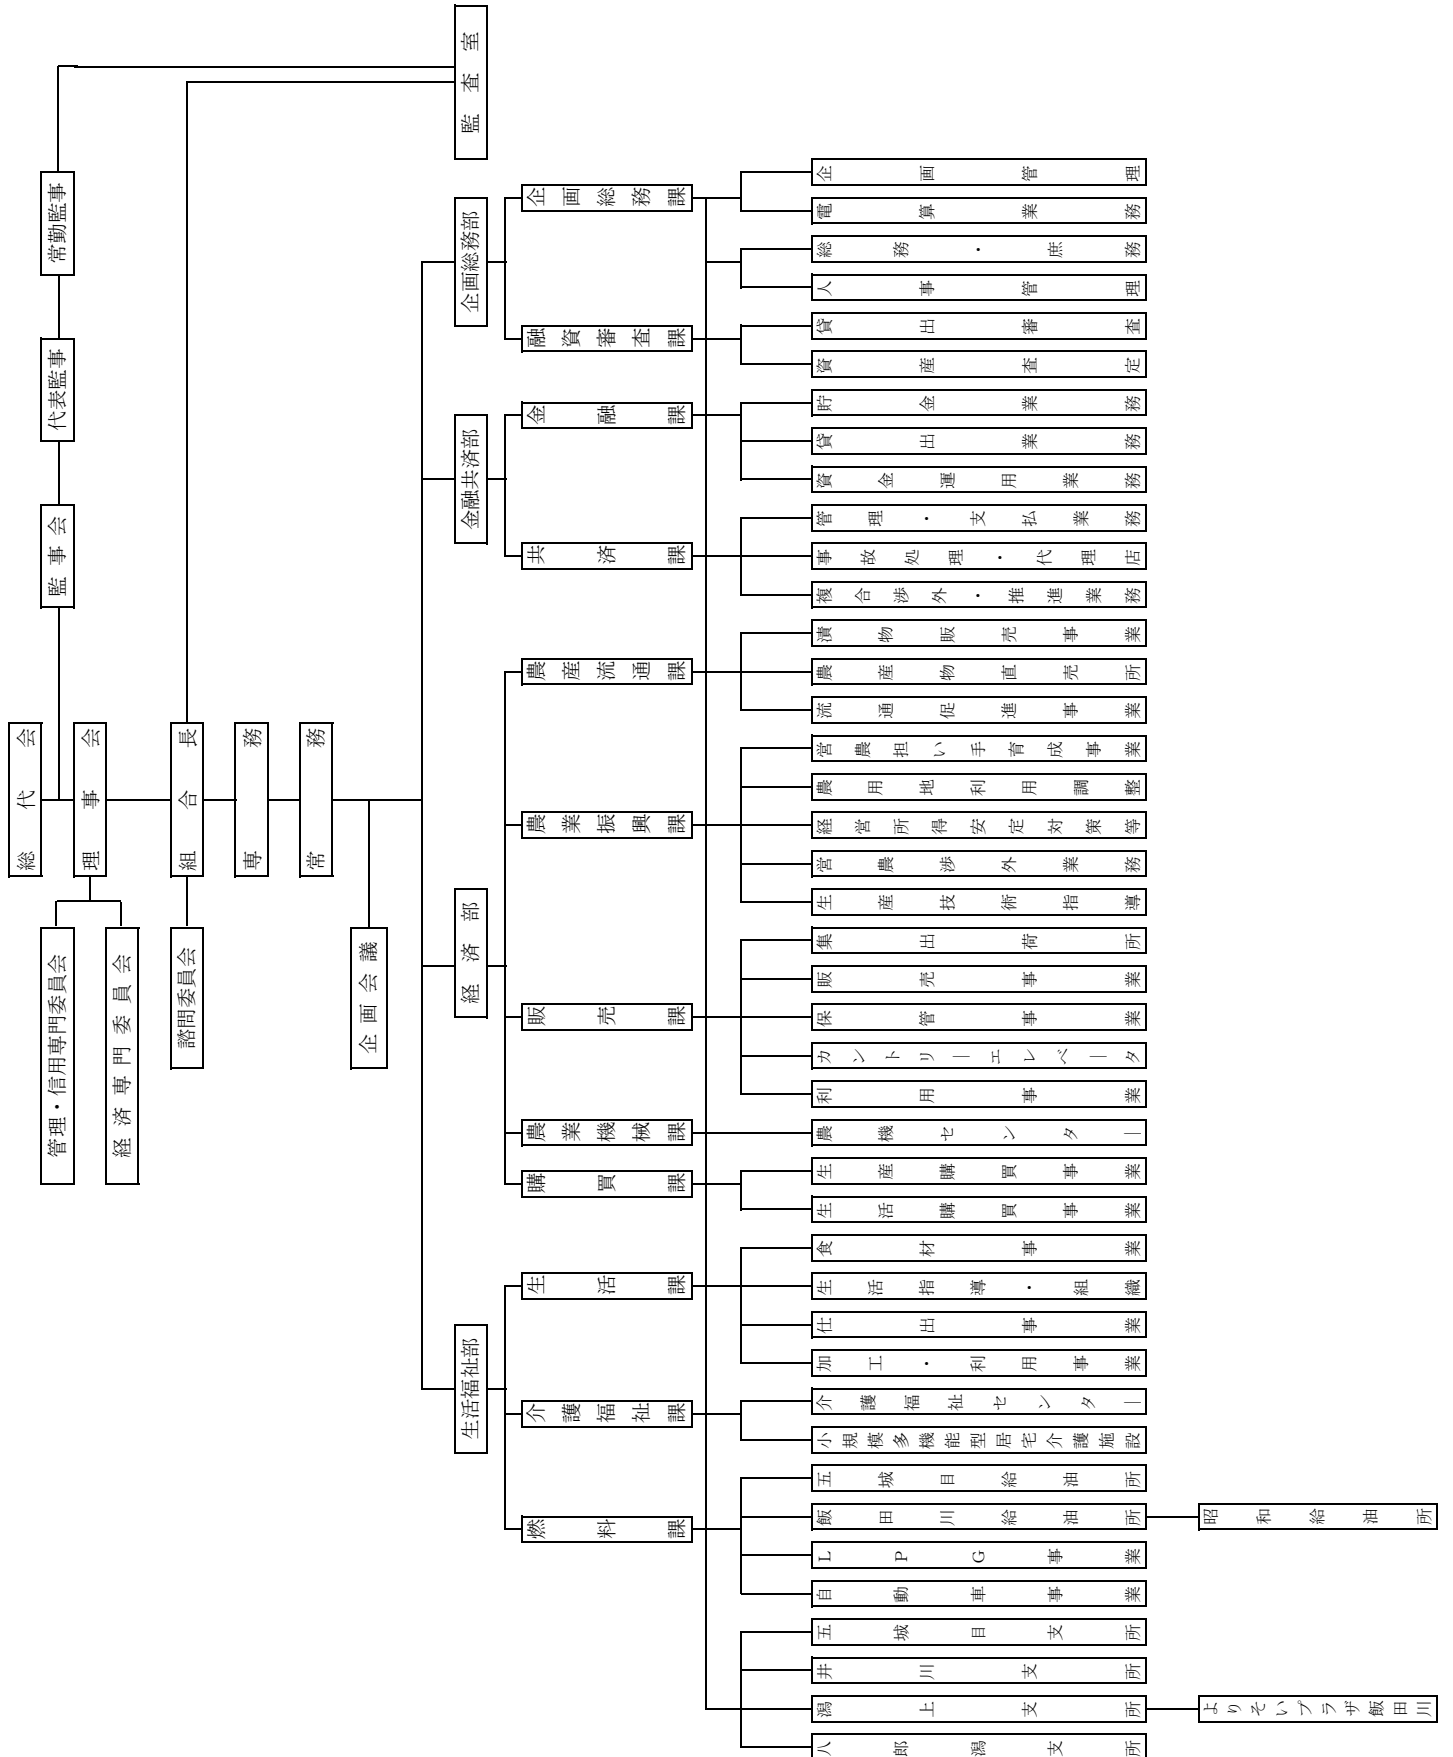 総代会
理事会
監事会
代表監事
常勤監事
監査室
管理・信用専門委員会
経済専門委員会
組合長
諮問委員会
専務
常務
企画会議
企画総務部
企画総務課
企画管理
電算業務
総務・庶務
人事管理
融資審査課
貸出審査
資産査定
金融共済部
金融課
貯金業務
貸出業務
資金運用業務
共済課
管理・支払業務
事故処理・代理店
複合渉外・推進業務
経済部
農産流通課
漬物販売事業
農産物直売所
流通促進事業
農業振興課
営農担い手育成事業
農用地利用調整
経営所得安定対策等
営農渉外業務
生産技術指導
販売課
集出荷所
販売事業
保管事業
カントリーエレベータ
利用事業
農業機械課
農機センター
購買課
生産購買事業
生活購買事業
生活福祉部
生活課
食材事業
生活指導・組織
仕出事業
加工・利用事業
介護福祉課
介護福祉センター
小規模多機能型居宅介護施設
燃料課
五城目給油所
飯田川給油所
昭和給油所
LPG事業
自動車事業
五城目支所
井川支所
潟上支所
よりそいプラザ飯田川
八郎潟支所